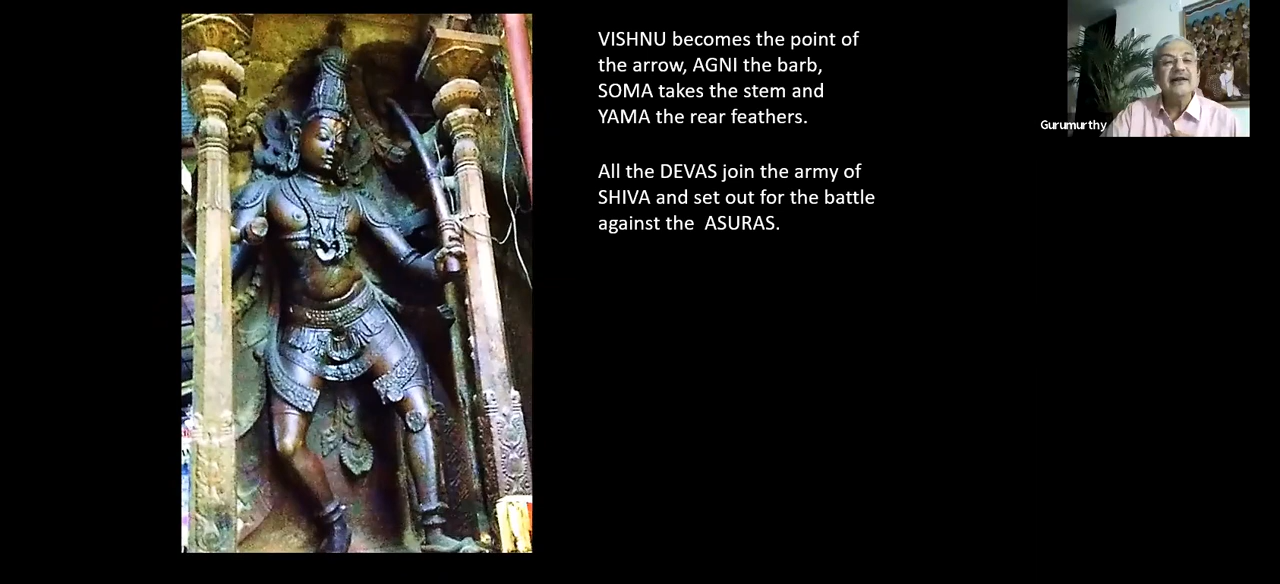 VISHNU becomes the point of
the arrow, AGNI the barb,
SOMA takes the stem and
YAMA the rear feathers.
All the DEVAS join the army of
SHIVA and set out for the battle
against the  ASURAS.
Gurumurthy